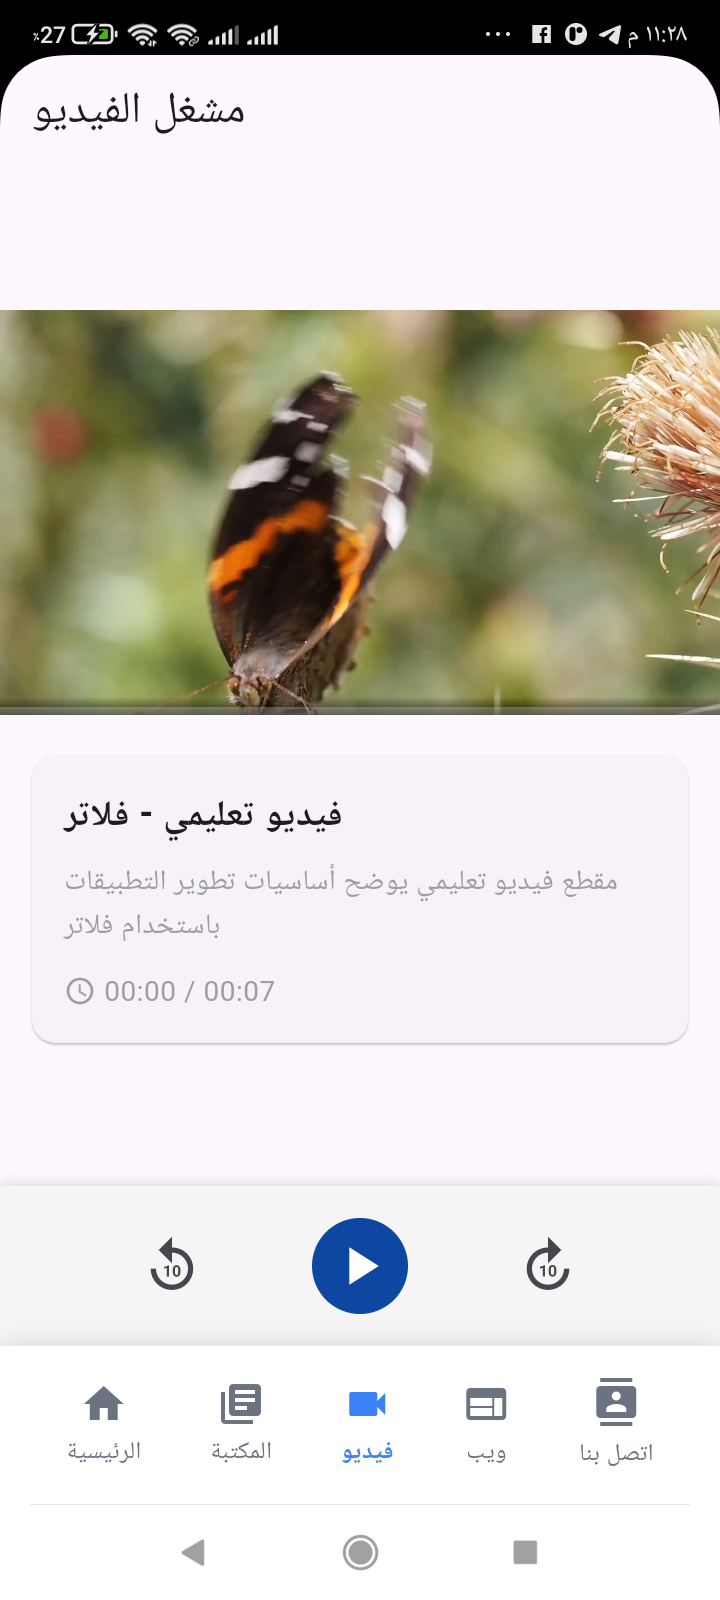 ٪27
١١:٢٨ م
مشغل الفيديو
فيديو تعليمي - فلاتر
مقطع فيديو تعليمي يوضح أساسيات تطوير التطبيقات
باستخدام فلاتر
00:00 / 00:07
10
10
الرئيسية
المكتبة
فيديو
ويب
اتصل بنا